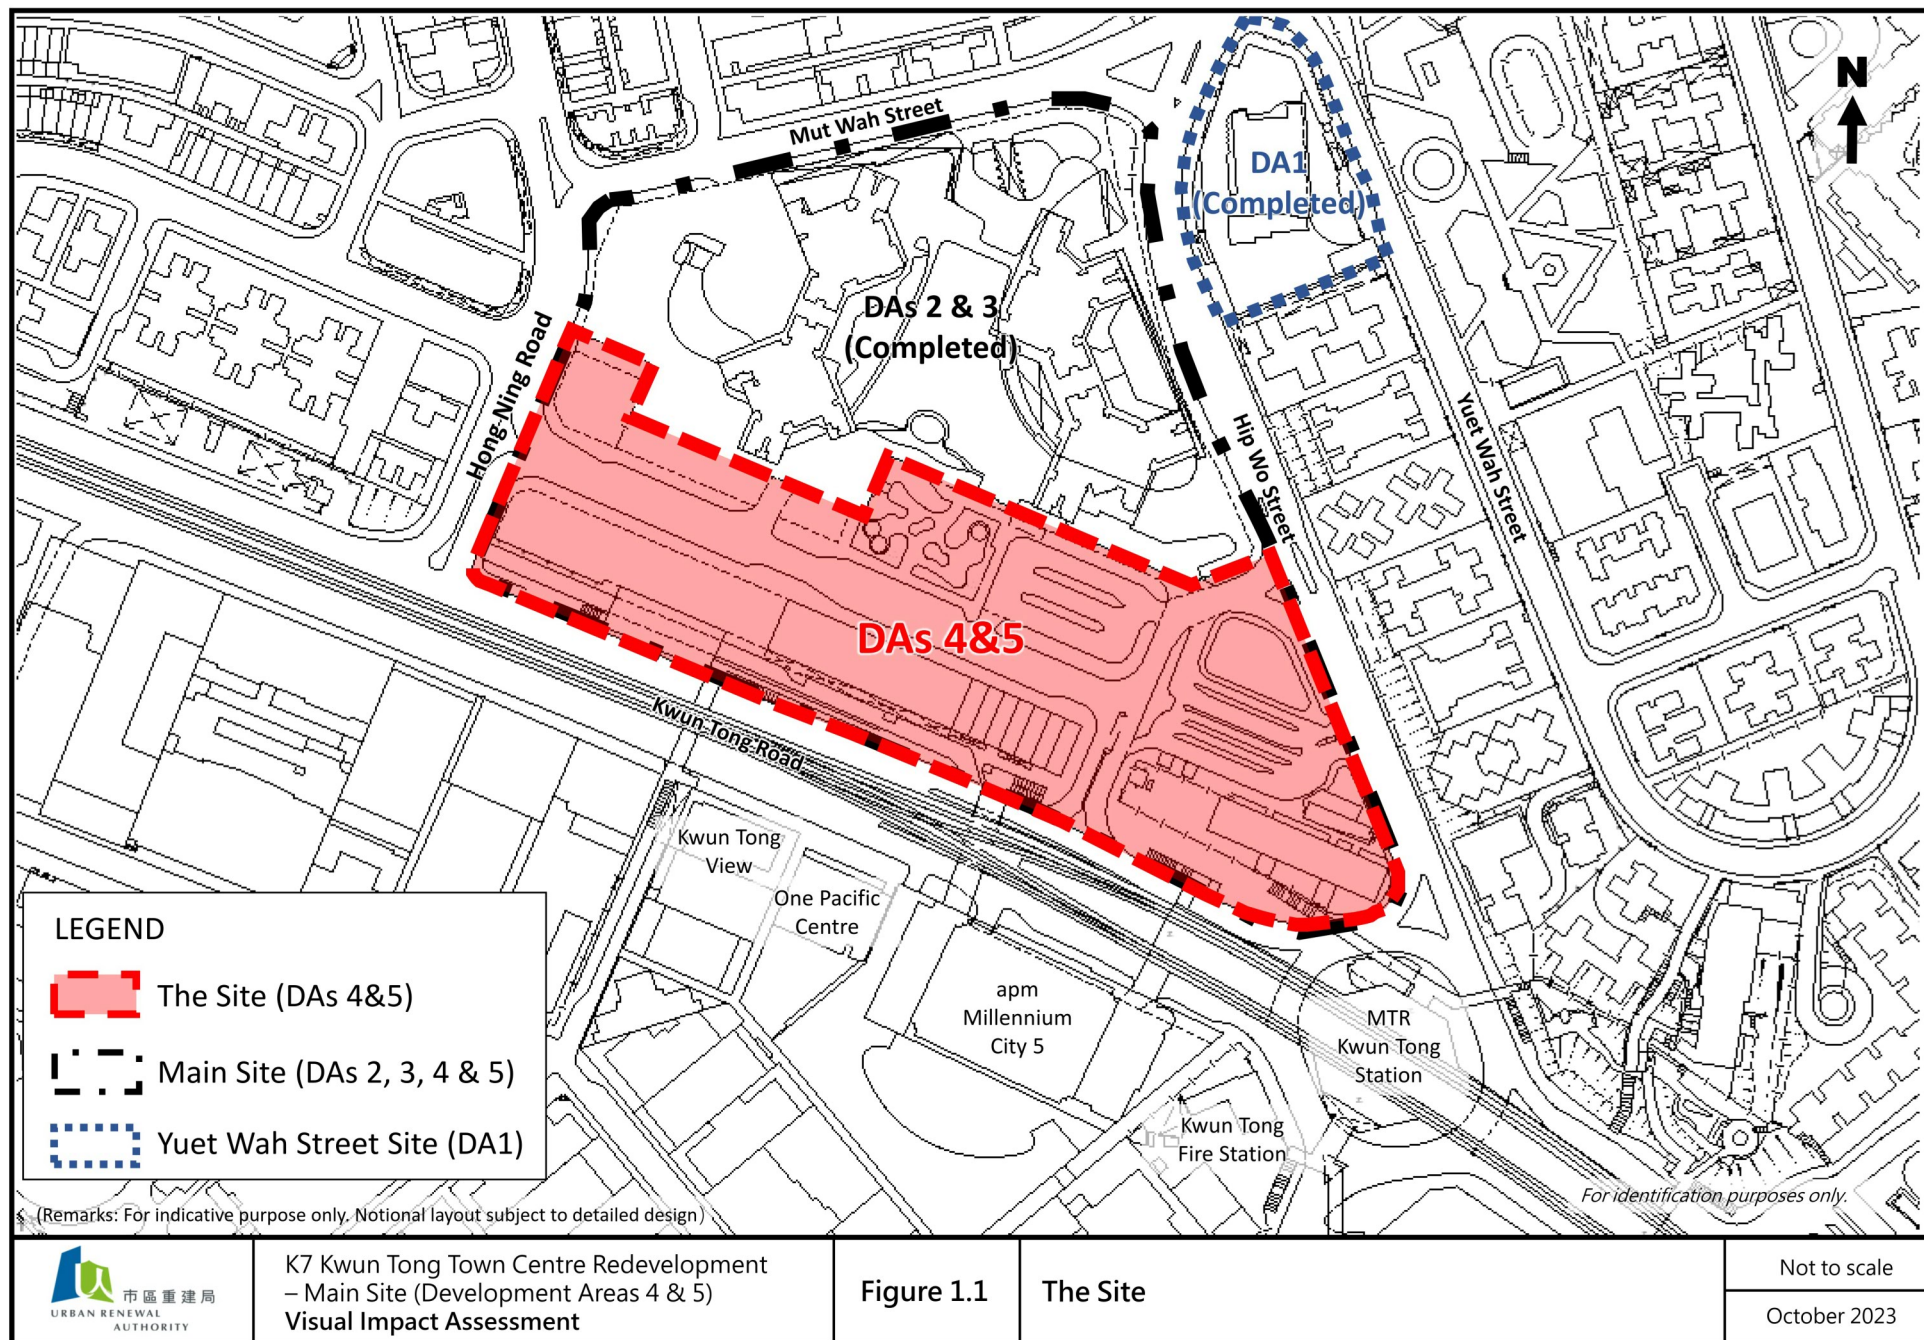 N
Mut Wah Street
DA1
(Completed)
DAs 2 & 3
(Completed)
Hong Ning Road
Hip Wo Street
Yuet Wah Street
DAs 4&5
Kwun Tong Road
Kwun Tong
View
One Pacific
Centre
apm
Millennium
City 5
MTR
Kwun Tong
Station
Kwun Tong
Fire Station
LEGEND
The Site (DAs 4&5)
Main Site (DAs 2, 3, 4 & 5)
Yuet Wah Street Site (DA1)
For identification purposes only.
(Remarks: For indicative purpose only. Notional layout subject to detailed design)
市區重建局
URBAN RENEWAL
AUTHORITY
K7 Kwun Tong Town Centre Redevelopment
– Main Site (Development Areas 4 & 5)
Visual Impact Assessment
Figure 1.1
The Site
Not to scale
October 2023